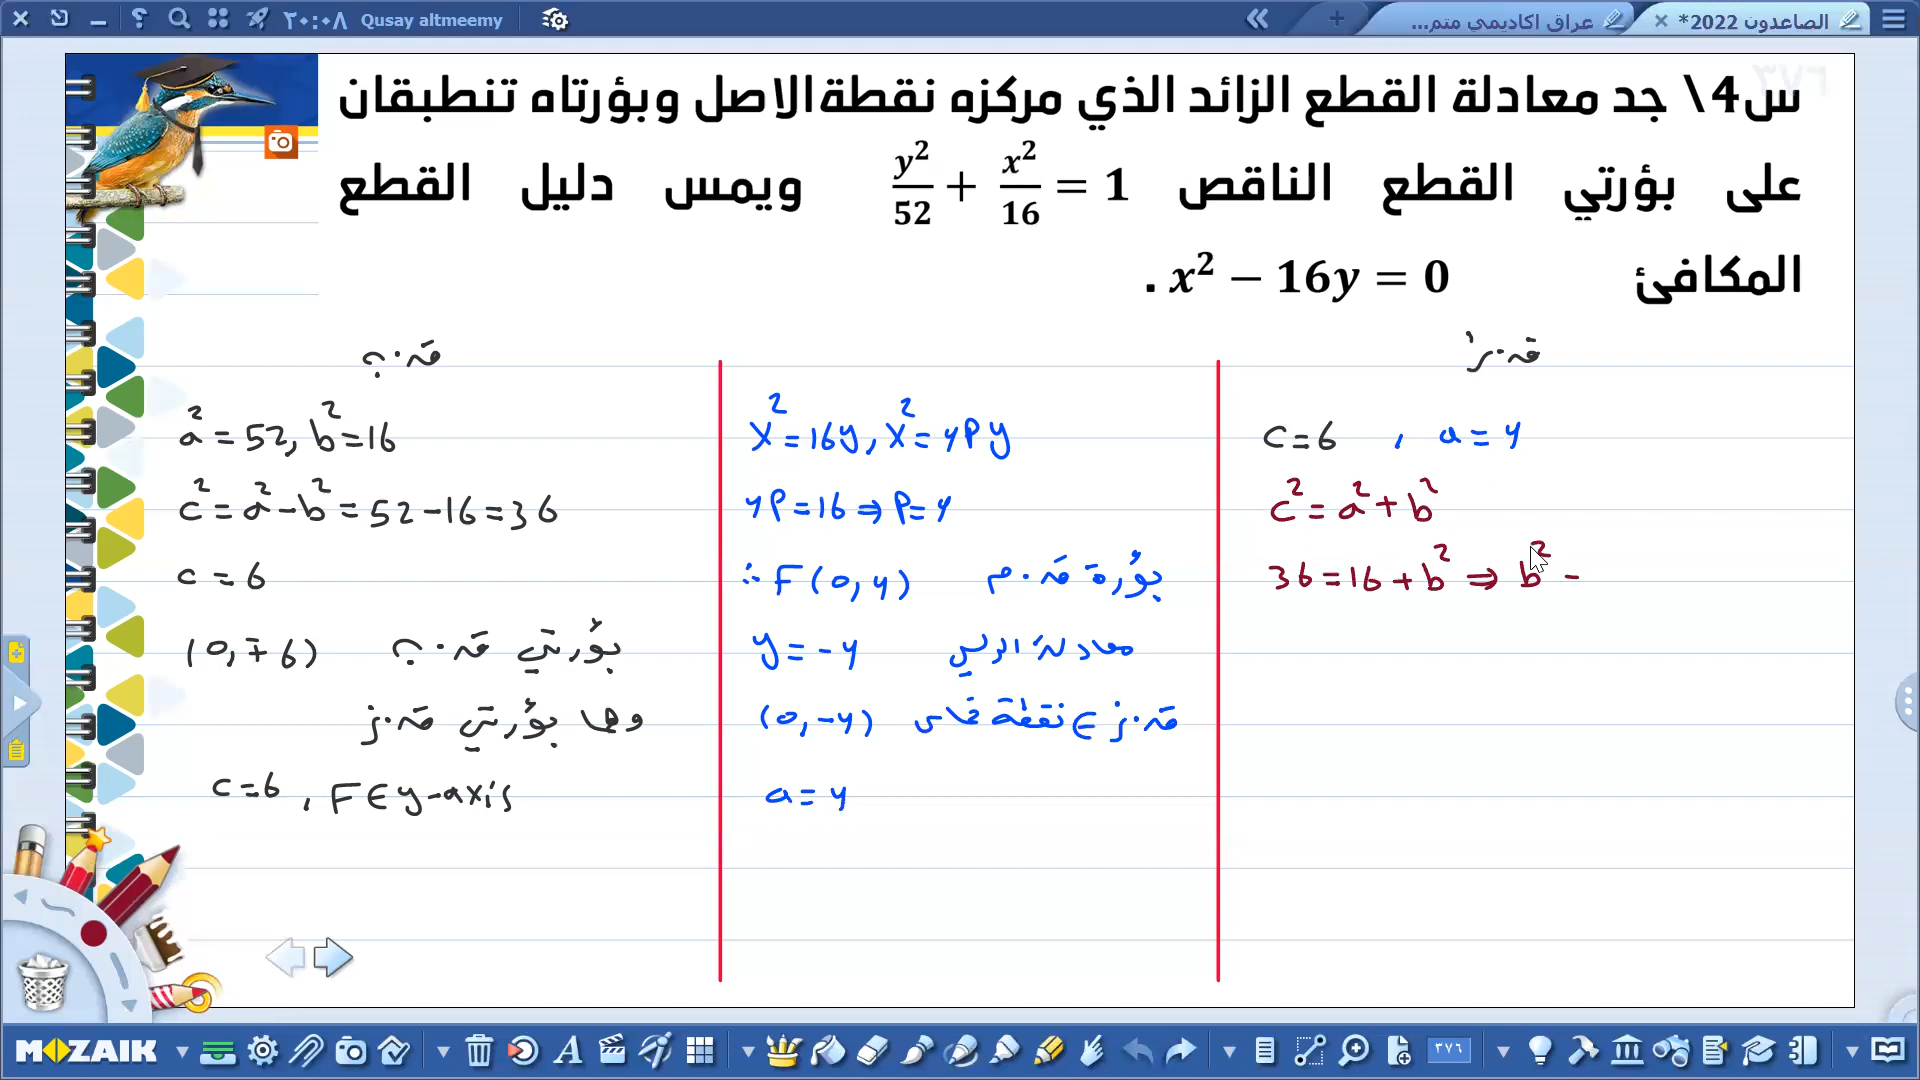 ٢٠:٠٨ Qusay altmeemy
عراق اكاديمي متم...
الصاعدون 2022*
س4\ جد معادلة القطع الزائد الذي مركزه نقطة الاصل وبؤرتاه تنطبقان
على بؤرتي القطع الناقص y²/52 + x²/16 = 1 ويمس دليل القطع
المكافئ x² − 16y = 0 .
a² = 52, b² = 16
c² = a² - b² = 52 - 16 = 36
c = 6
(0, ∓6) بؤرتي
وهما بؤرتي
c = 6 , F ∈ y-axis
x² = 16y, x² = 4Py
4P = 16 ⇒ P = 4
∴ F(0, 4) بؤرة
y = -4 معادلة الدليل
(0, -4) نقطة تماس ∈
a = 4
c = 6 , a = 4
c² = a² + b²
36 = 16 + b² ⇒ b² -
MOZAIK
٣٧٦